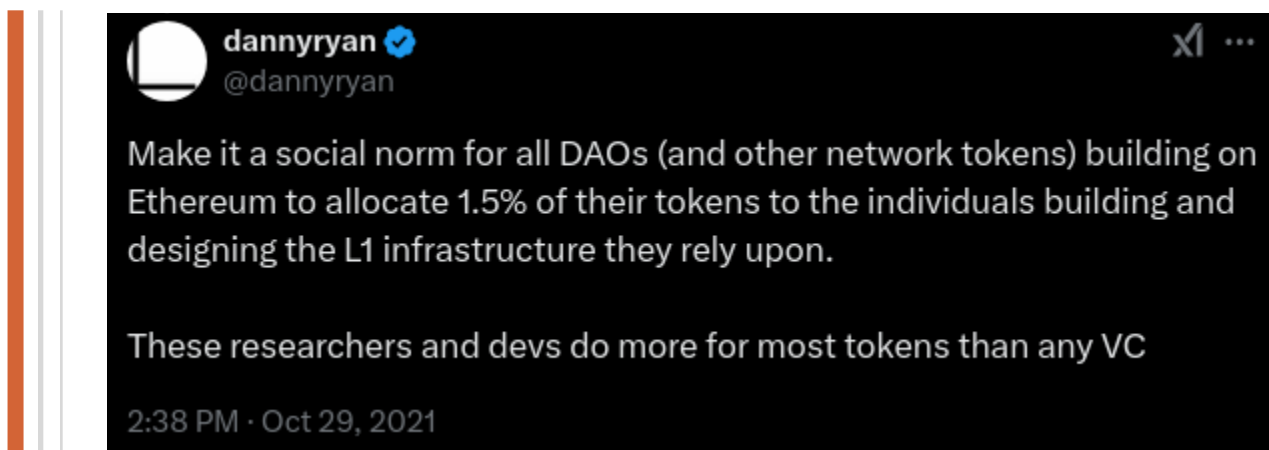 dannyryan
@dannyryan
Make it a social norm for all DAOs (and other network tokens) building on
Ethereum to allocate 1.5% of their tokens to the individuals building and
designing the L1 infrastructure they rely upon.
These researchers and devs do more for most tokens than any VC
2:38 PM · Oct 29, 2021